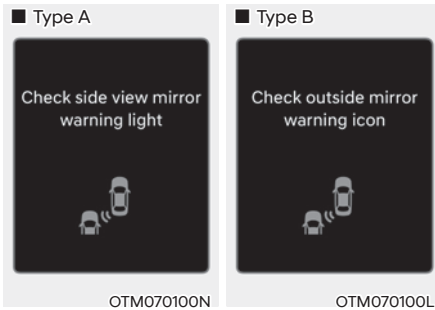 ■ Type A
Check side view mirror
warning light
OTM070100N
■ Type B
Check outside mirror
warning icon
OTM070100L